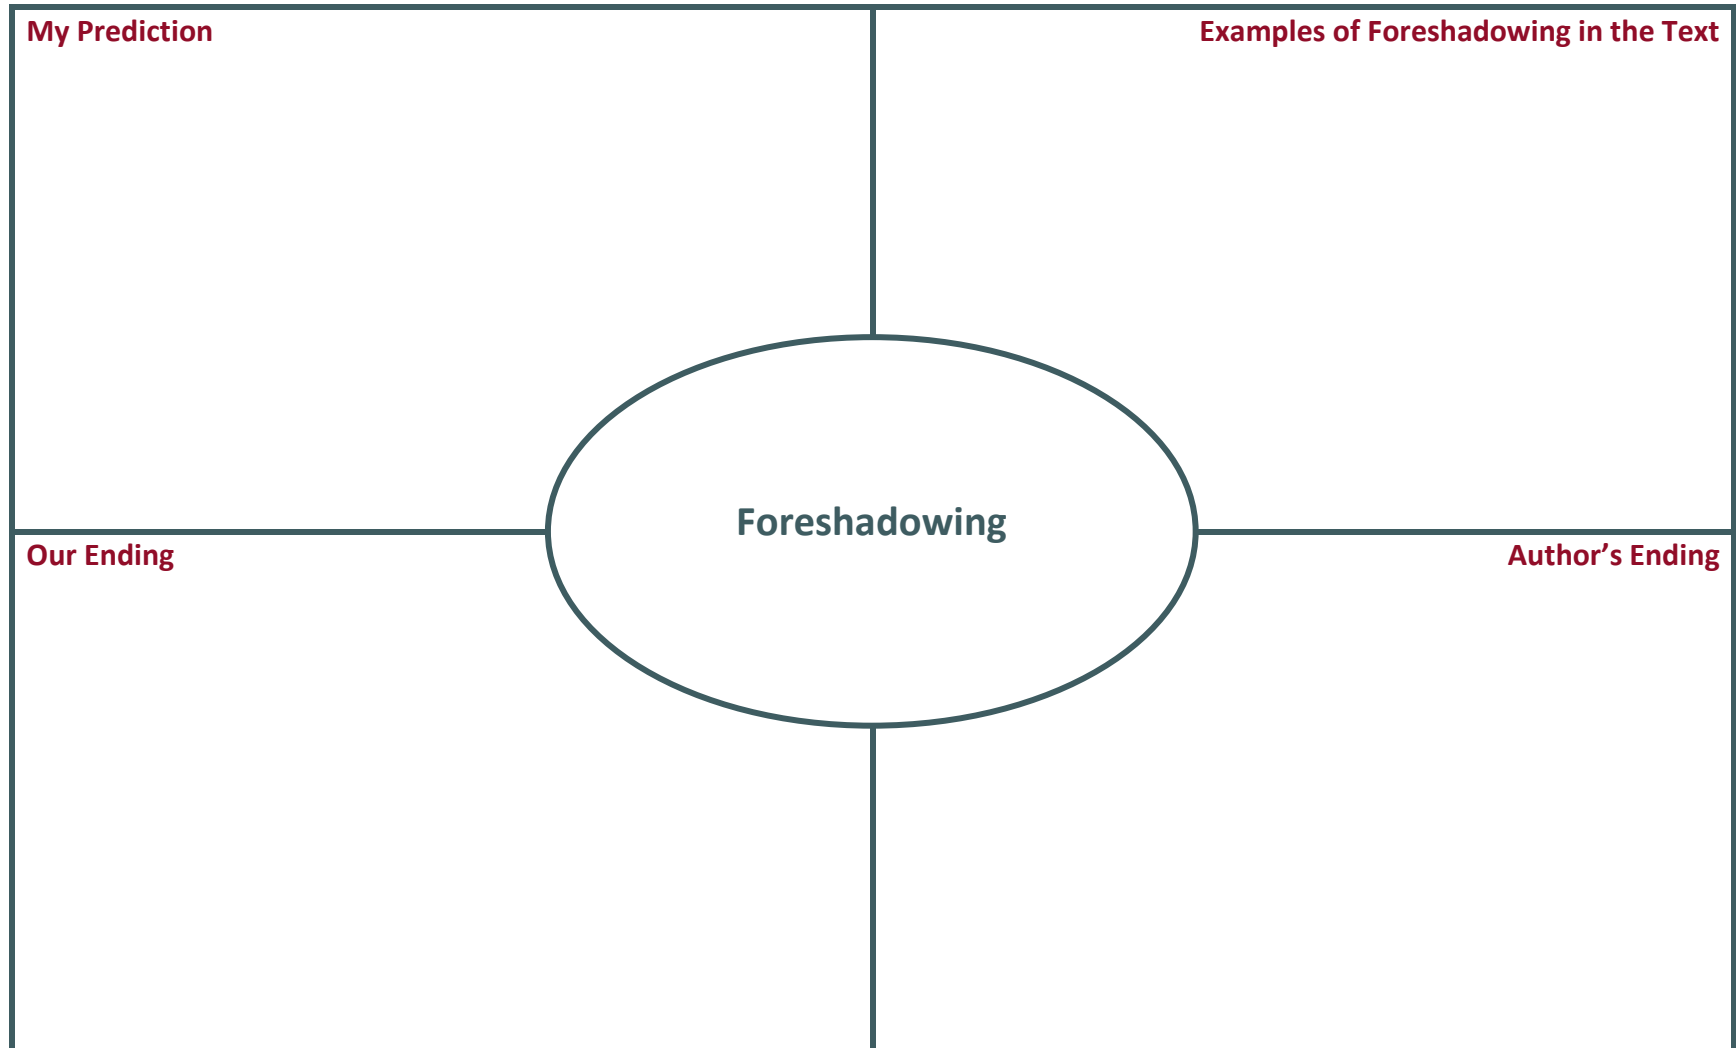 My Prediction
Examples of Foreshadowing in the Text
Foreshadowing
Our Ending
Author’s Ending